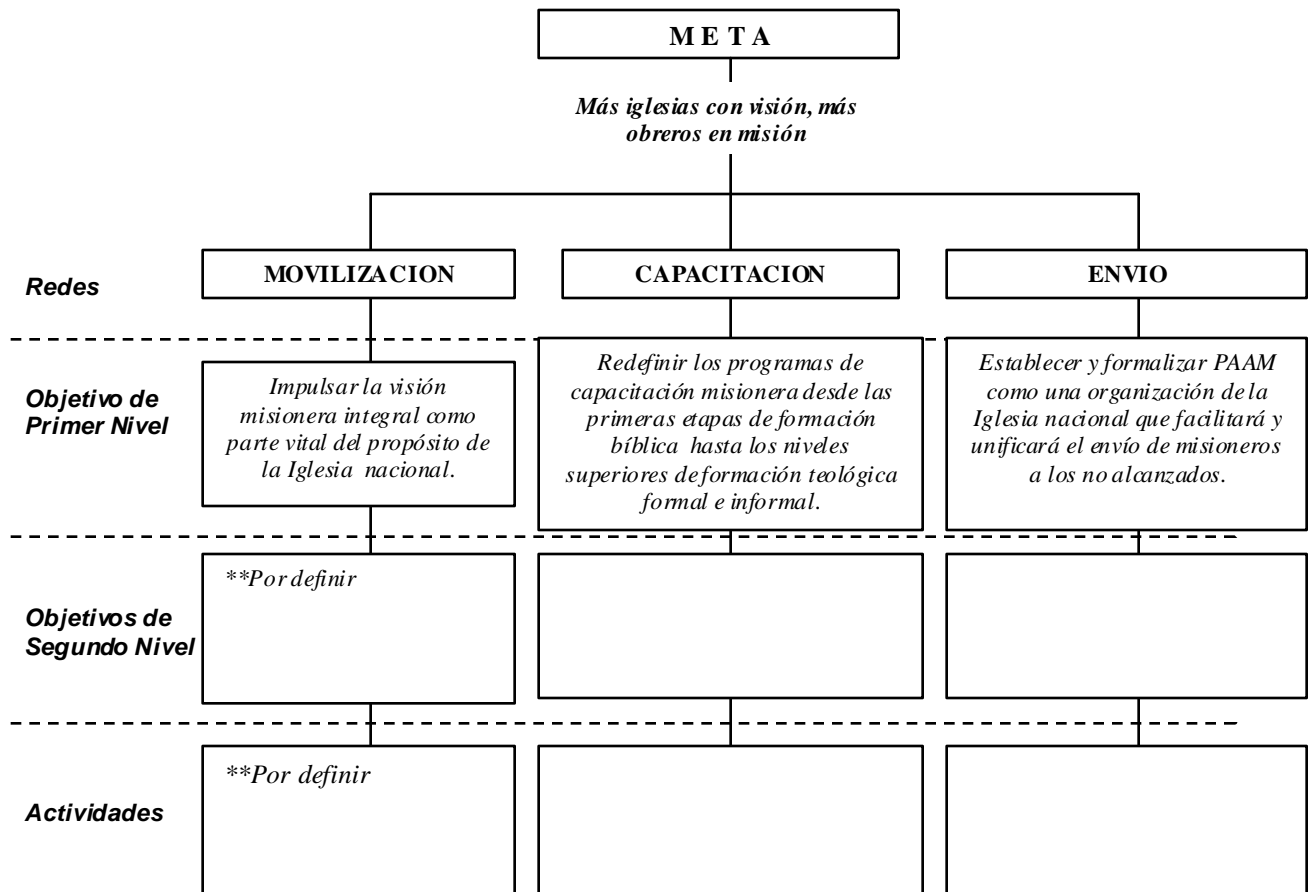 META
Más iglesias con visión, más
obreros en misión
Redes
MOVILIZACION
CAPACITACION
ENVIO
Objetivo de
Primer Nivel
Impulsar la visión
misionera integral como
parte vital del propósito de
la Iglesia nacional.
Redefinir los programas de
capacitación misionera desde las
primeras etapas de formación
bíblica hasta los niveles
superiores de formación teológica
formal e informal.
Establecer y formalizar PAAM
como una organización de la
Iglesia nacional que facilitará y
unificará el envío de misioneros
a los no alcanzados.
Objetivos de
Segundo Nivel
**Por definir
Actividades
**Por definir